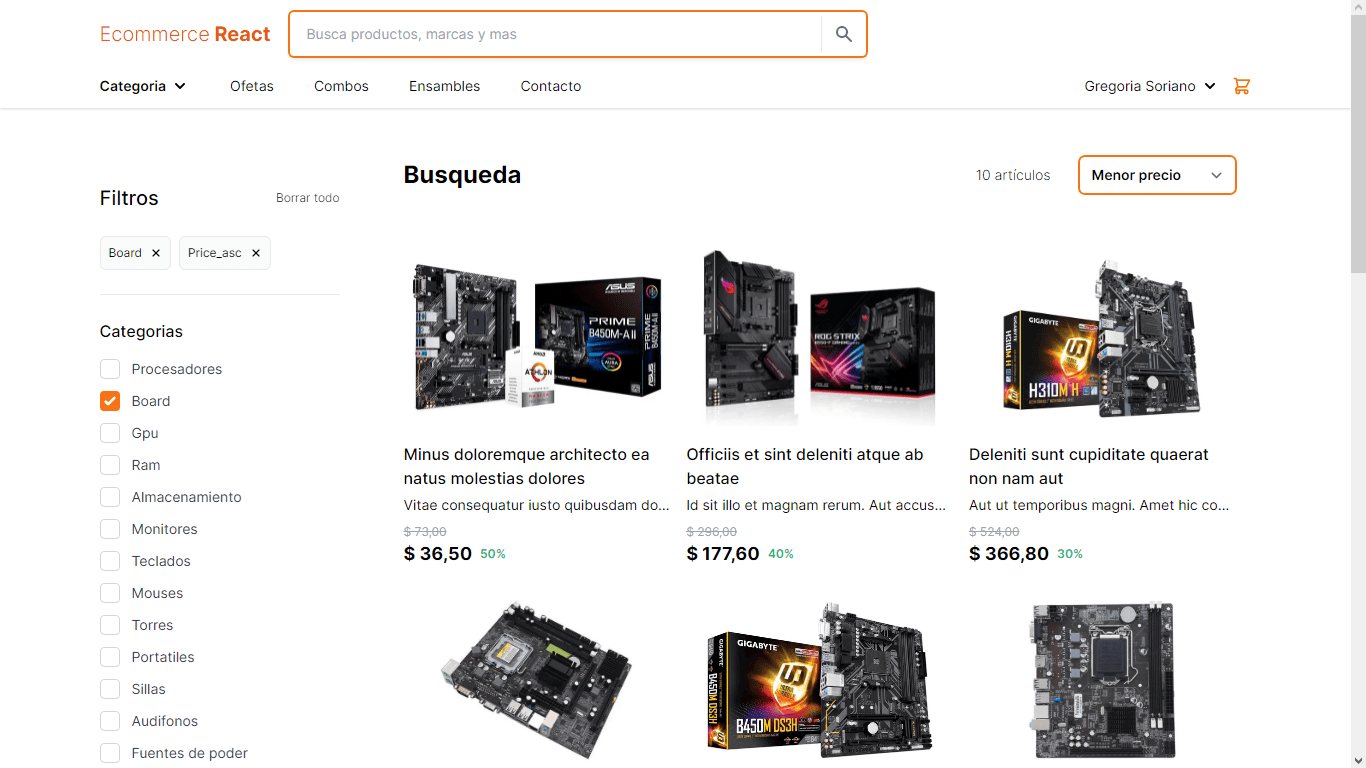 Ecommerce React
Busca productos, marcas y mas
Categoria
Ofetas
Combos
Ensambles
Contacto
Gregoria Soriano
Filtros
Borrar todo
Board
Price_asc
Categorias
Procesadores
Board
Gpu
Ram
Almacenamiento
Monitores
Teclados
Mouses
Torres
Portatiles
Sillas
Audifonos
Fuentes de poder
Busqueda
10 artículos
Menor precio
ASUS
PRIME
B450M-A II
AMD
ATHLON
PRIME
ASUS
Minus doloremque architecto ea
natus molestias dolores
Vitae consequatur iusto quibusdam do...
$ 73,00
$ 36,50 50%
ROG STRIX
Officiis et sint deleniti atque ab
beatae
Id sit illo et magnam rerum. Aut accus...
$ 296,00
$ 177,60 40%
GIGABYTE
H310M H
H310M H
Deleniti sunt cupiditate quaerat
non nam aut
Aut ut temporibus magni. Amet hic co...
$ 524,00
$ 366,80 30%
GIGABYTE
B450M DS3H
B450M DS3H